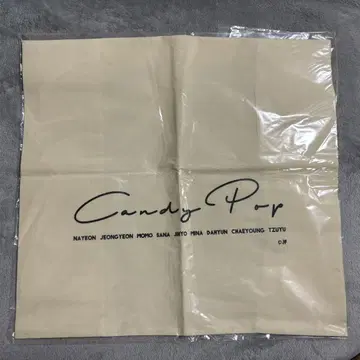 Candy Pop
NAYEON JEONGYEON MOMO SANA JIHYO MINA DAHYUN CHAEYOUNG TZUYU